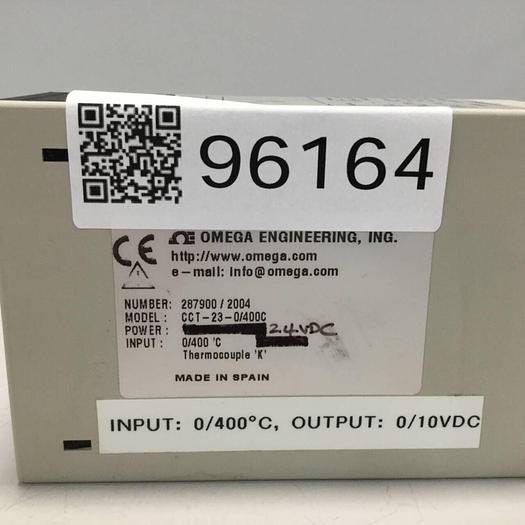 96164
CE OMEGA ENGINEERING, ING.
http://www.omega.com
e-mail: info@omega.com
NUMBER: 287900 / 2004
MODEL : CCT-23-0/400C
POWER : 24VDC
INPUT : 0/400 'C
Thermocouple 'K'
MADE IN SPAIN
INPUT: 0/400°C, OUTPUT: 0/10VDC